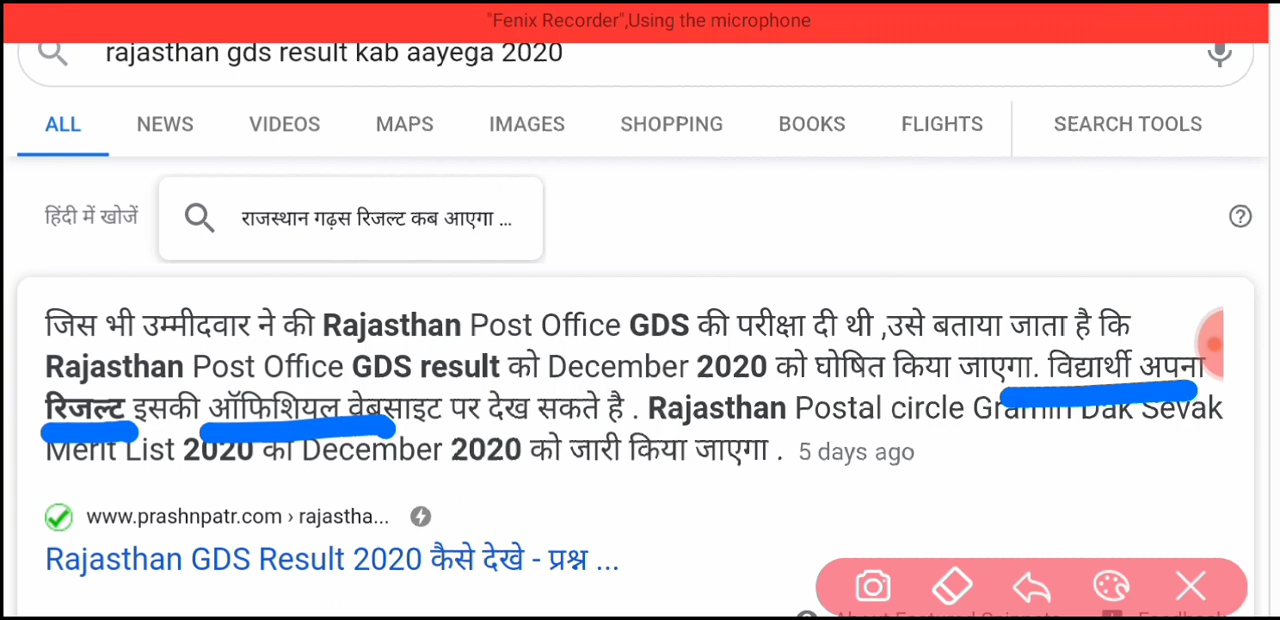 "Fenix Recorder",Using the microphone
rajasthan gds result kab aayega 2020
ALL NEWS VIDEOS MAPS IMAGES SHOPPING BOOKS FLIGHTS SEARCH TOOLS
हिंदी में खोजें राजस्थान गढ़स रिजल्ट कब आएगा ...
जिस भी उम्मीदवार ने की Rajasthan Post Office GDS की परीक्षा दी थी ,उसे बताया जाता है कि
Rajasthan Post Office GDS result को December 2020 को घोषित किया जाएगा. विद्यार्थी अपना
रिजल्ट इसकी ऑफिशियल वेबसाइट पर देख सकते है . Rajasthan Postal circle Gramin Dak Sevak
Merit List 2020 को December 2020 को जारी किया जाएगा . 5 days ago
www.prashnpatr.com › rajastha...
Rajasthan GDS Result 2020 कैसे देखे - प्रश्न ...
About Featured Snippets Feedback